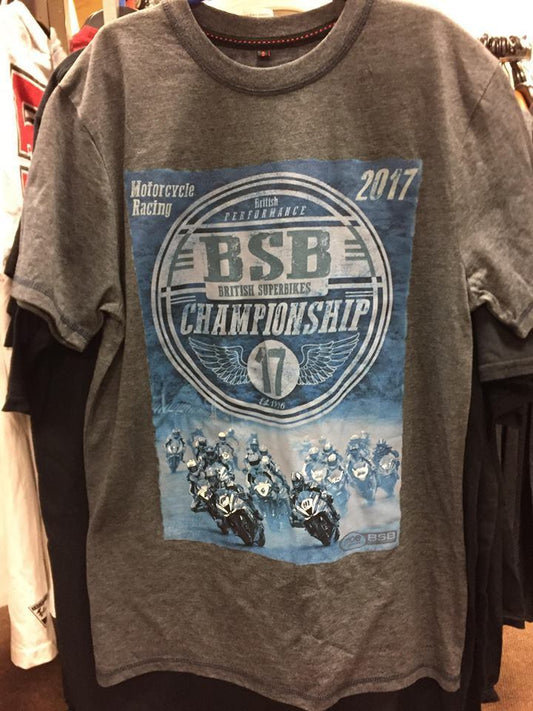 Motorcycle
Racing
2017
British
PERFORMANCE
BSB
BRITISH SUPERBIKES
CHAMPIONSHIP
17
Est. 1996
BSB